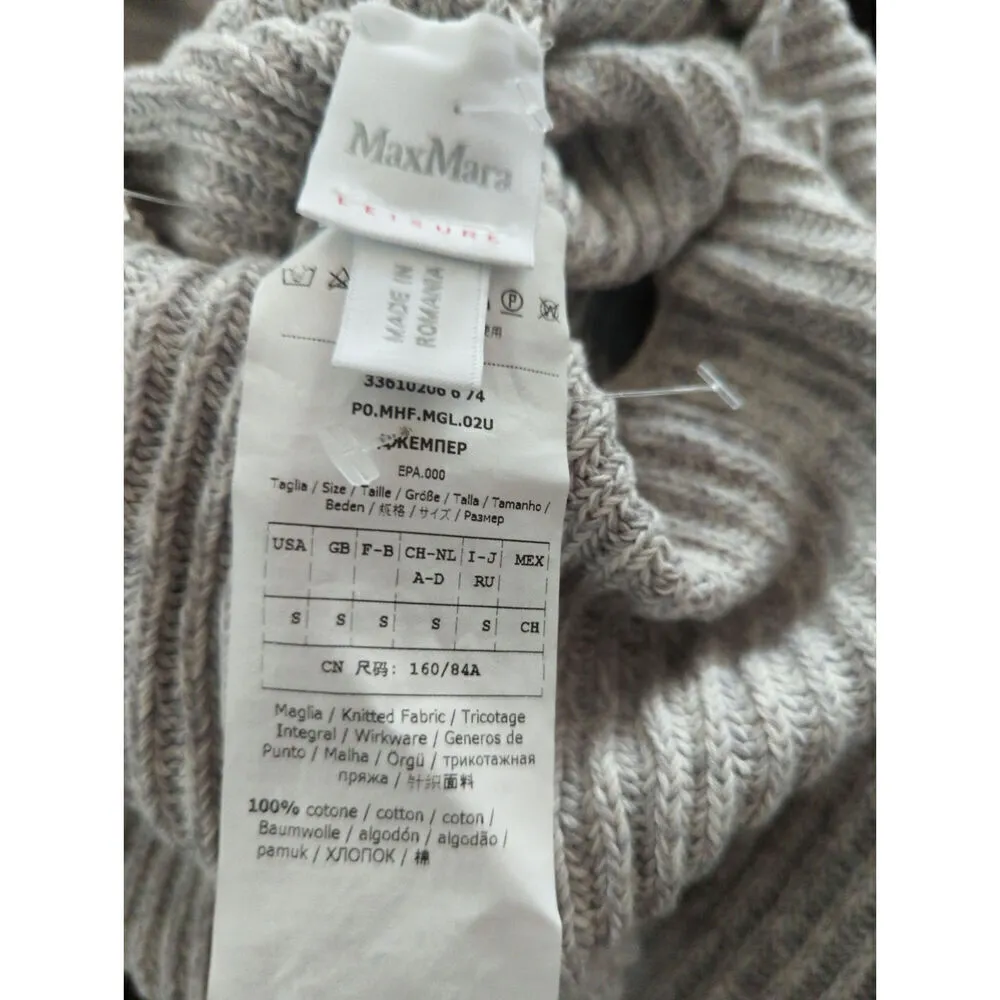 MaxMara
LEISURE
MADE IN
ROMANIA
使用
33610206 6 74
P0.MHF.MGL.02U
ДЖЕМПЕР
EPA.000
Taglia / Size / Taille / Größe / Talla / Tamanho /
Beden / 规格 / サイズ / Размер
USA GB F-B CH-NL I-J MEX
A-D RU
S S S S S CH
CN 尺码: 160/84A
Maglia / Knitted Fabric / Tricotage
Integral / Wirkware / Generos de
Punto / Malha / Örgü / трикотажная
пряжа / 针织面料
100% cotone / cotton / coton /
Baumwolle / algodón / algodão /
pamuk / ХЛОПОК / 棉